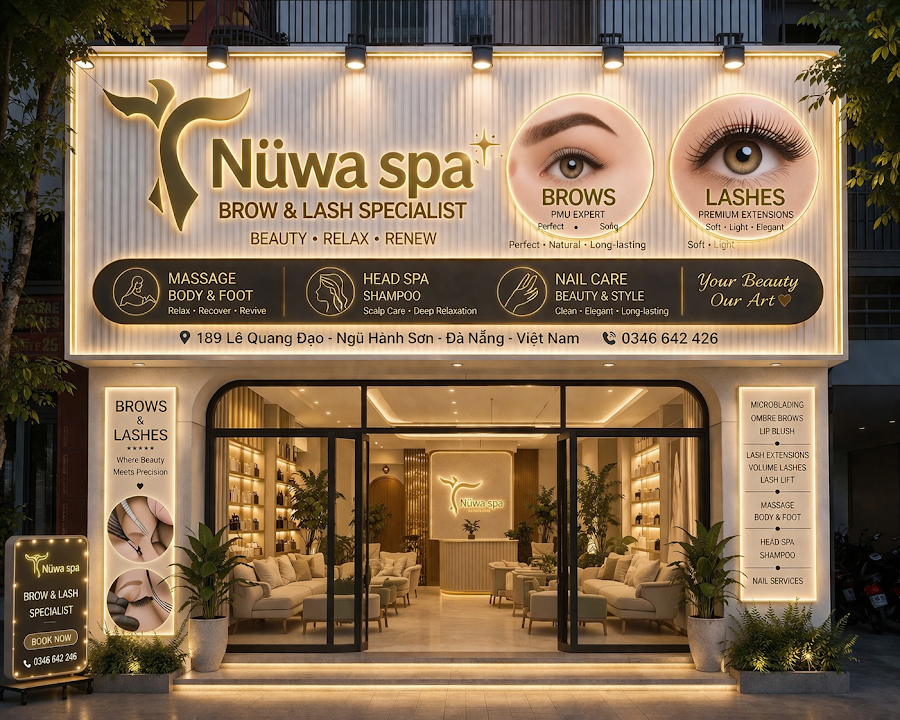 Nüwa spa
BROW & LASH SPECIALIST
BEAUTY • RELAX • RENEW
BROWS
PMU EXPERT
Perfect •
Perfect • Natural • Long-lasting
LASHES
PREMIUM EXTENSIONS
Soft • Light • Elegant
Soft • Light
MASSAGE
BODY & FOOT
Relax • Recover • Revive
HEAD SPA
SHAMPOO
Scalp Care • Deep Relaxation
NAIL CARE
BEAUTY & STYLE
Clean • Elegant • Long-lasting
Your Beauty
Our Art
189 Lê Quang Đạo - Ngũ Hành Sơn - Đà Nẵng - Việt Nam 0346 642 426
BROWS
&
LASHES
Where Beauty
Meets Precision
Nüwa spa
BROW & LASH
SPECIALIST
BOOK NOW
0346 642 246
Nüwa spa
MICROBLADING
OMBRE BROWS
LIP BLUSH
LASH EXTENSIONS
VOLUME LASHES
LASH LIFT
MASSAGE
BODY & FOOT
HEAD SPA
SHAMPOO
NAIL SERVICES